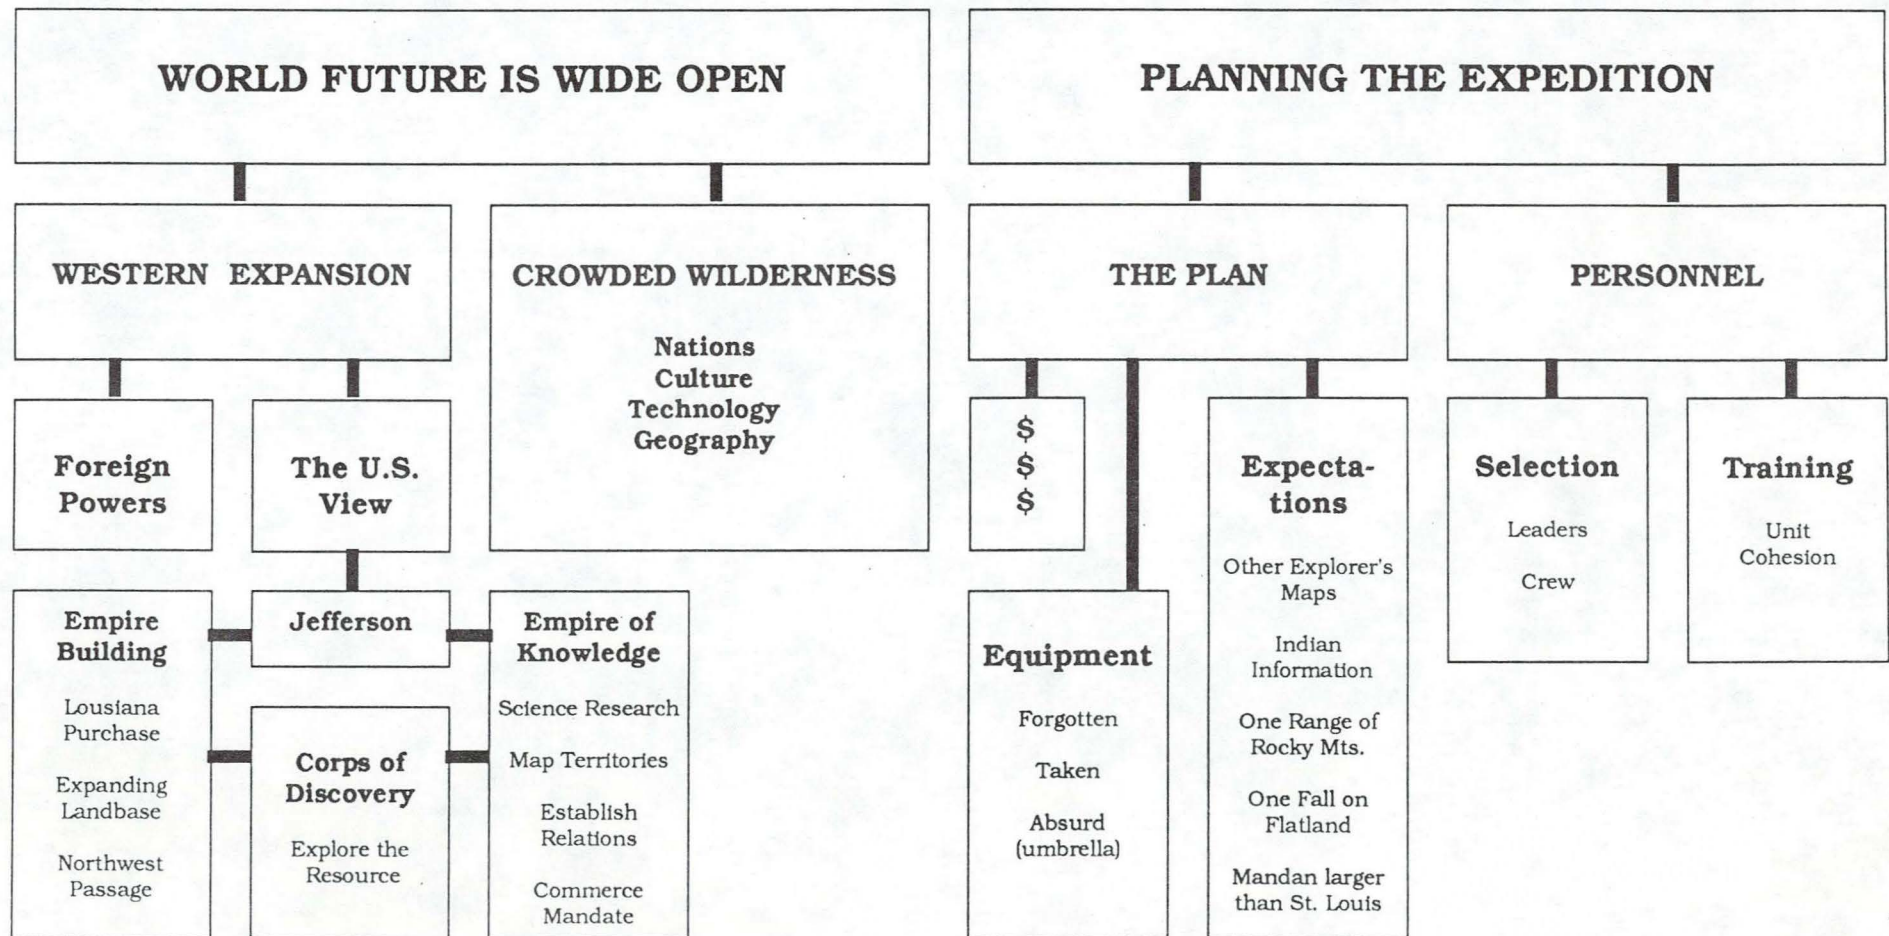 WORLD FUTURE IS WIDE OPEN
WESTERN EXPANSION
Foreign
Powers
The U.S.
View
Jefferson
Empire
Building
Lousiana
Purchase
Expanding
Landbase
Northwest
Passage
Corps of
Discovery
Explore the
Resource
Empire of
Knowledge
Science Research
Map Territories
Establish
Relations
Commerce
Mandate
CROWDED WILDERNESS
Nations
Culture
Technology
Geography
PLANNING THE EXPEDITION
THE PLAN
$
$
$
Equipment
Forgotten
Taken
Absurd
(umbrella)
Expecta-
tions
Other Explorer's
Maps
Indian
Information
One Range of
Rocky Mts.
One Fall on
Flatland
Mandan larger
than St. Louis
PERSONNEL
Selection
Leaders
Crew
Training
Unit
Cohesion